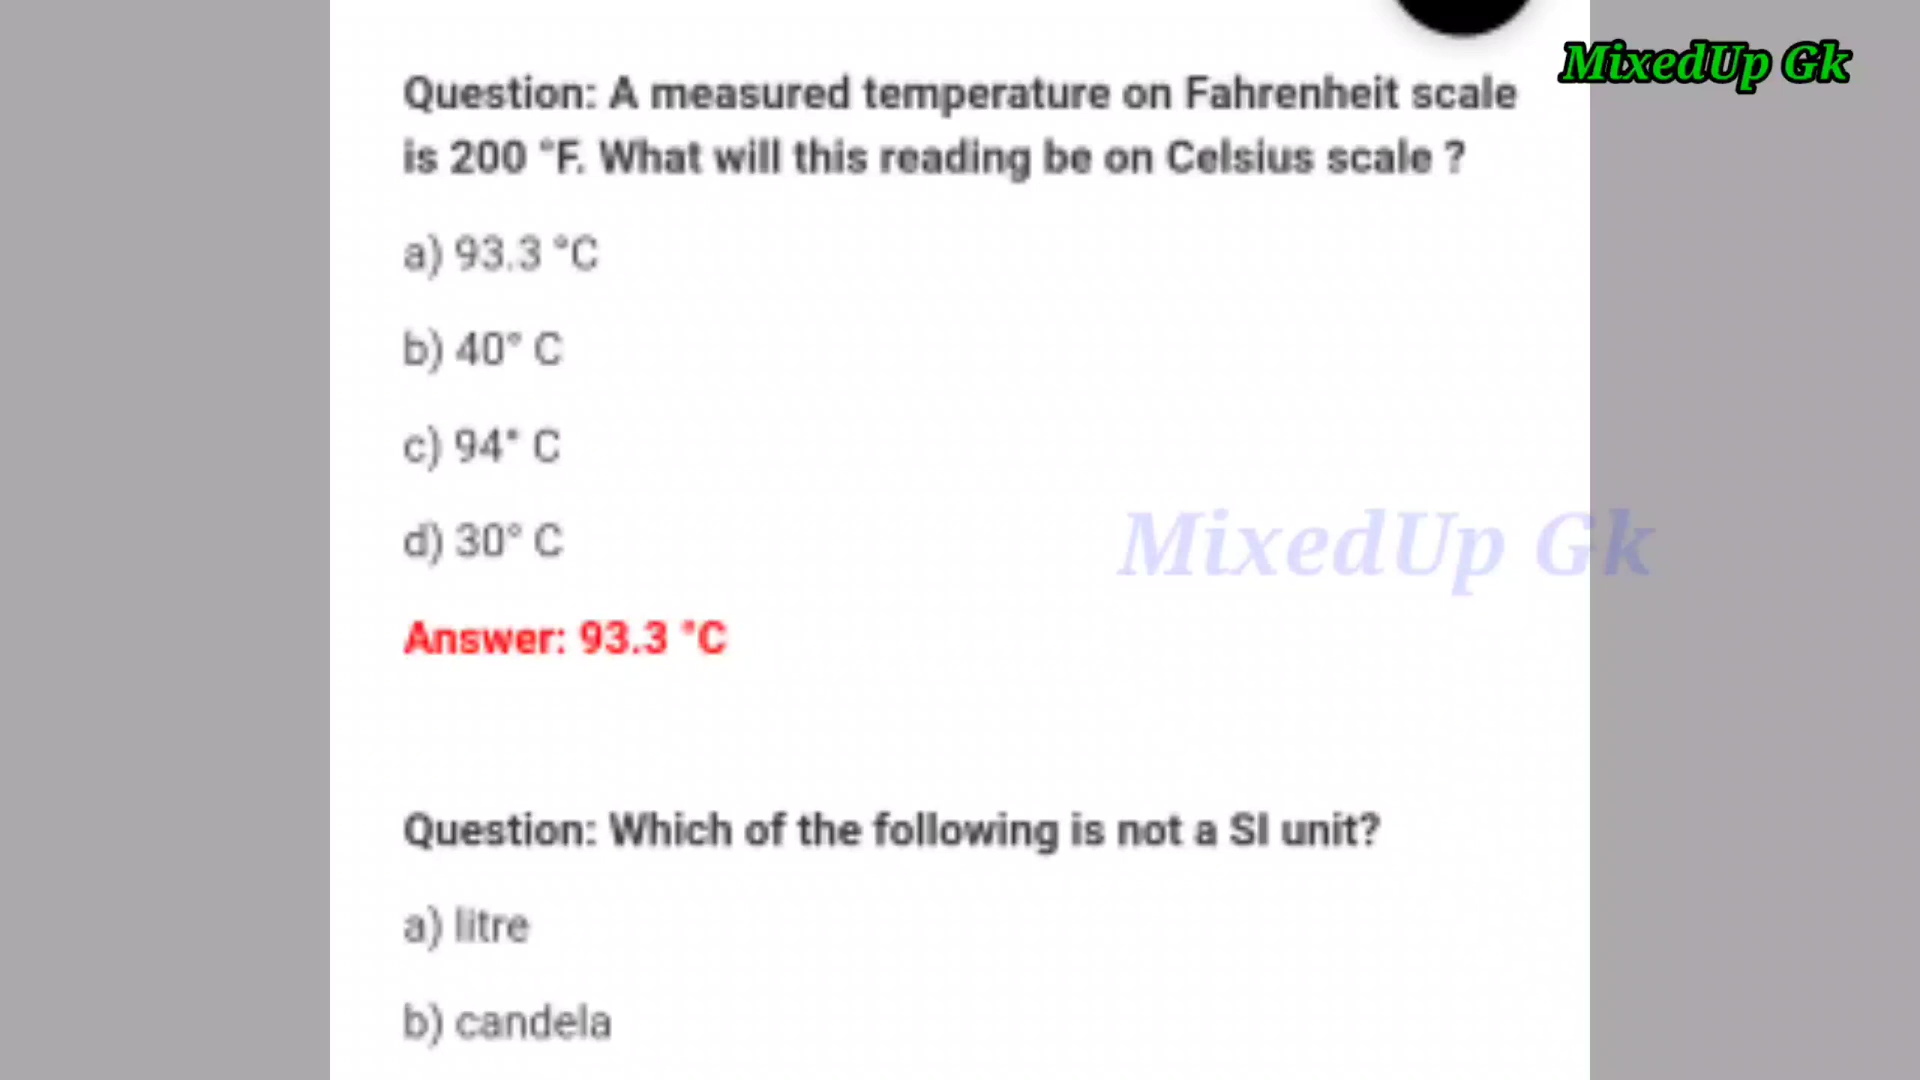 MixedUp Gk
Question: A measured temperature on Fahrenheit scale
is 200 °F. What will this reading be on Celsius scale ?
a) 93.3 °C
b) 40° C
c) 94° C
d) 30° C
MixedUp Gk
Answer: 93.3 °C
Question: Which of the following is not a SI unit?
a) litre
b) candela